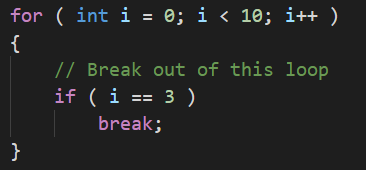 for ( int i = 0; i < 10; i++ )
{
    // Break out of this loop
    if ( i == 3 )
        break;
}